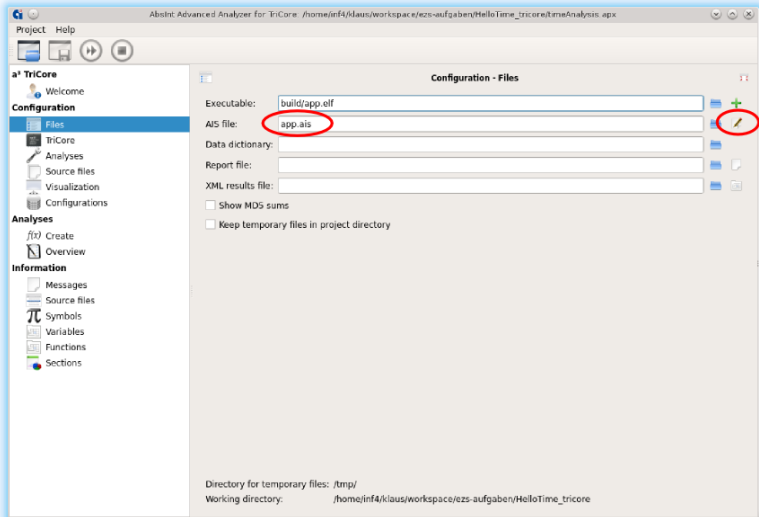 AbsInt Advanced Analyzer for TriCore /home/inf4/klaus/workspace/ezs-aufgaben/HelloTime_tricore/timeAnalysis.apx
Project Help
a³ TriCore
Welcome
Configuration
Files
TriCore
Analyses
Source files
Visualization
Configurations
Analyses
f(x) Create
Overview
Information
Messages
Source files
Symbols
Variables
Functions
Sections
Configuration - Files
Executable: build/app.elf
AIS file: app.ais
Data dictionary:
Report file:
XML results file:
Show MD5 sums
Keep temporary files in project directory
Directory for temporary files: /tmp/
Working directory: /home/inf4/klaus/workspace/ezs-aufgaben/HelloTime_tricore